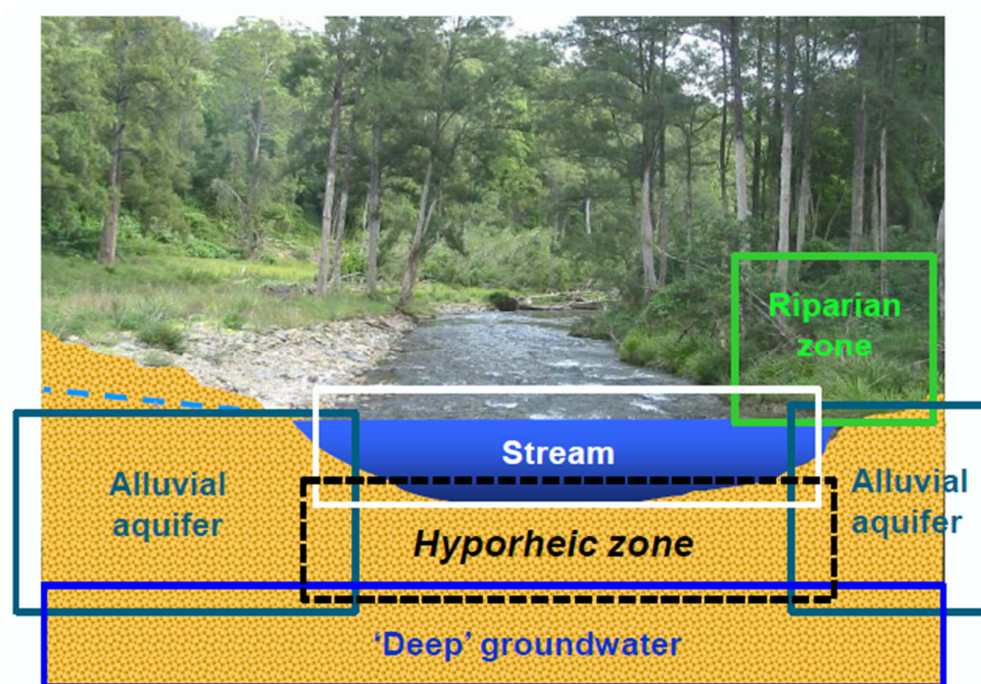 Riparian
zone
Stream
Alluvial
aquifer
Alluvial
aquifer
Hyporheic zone
‘Deep’ groundwater